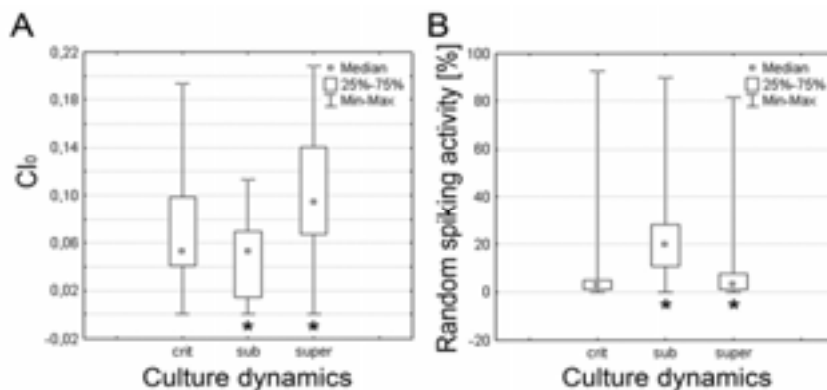 A
0,22
0,18
0,14
0,10
0,06
0,02
-0,02
CI₀
Median
25%-75%
Min-Max
crit
sub
super
★
★
Culture dynamics
B
100
80
60
40
20
0
-20
Random spiking activity [%]
Median
25%-75%
Min-Max
crit
sub
super
★
★
Culture dynamics